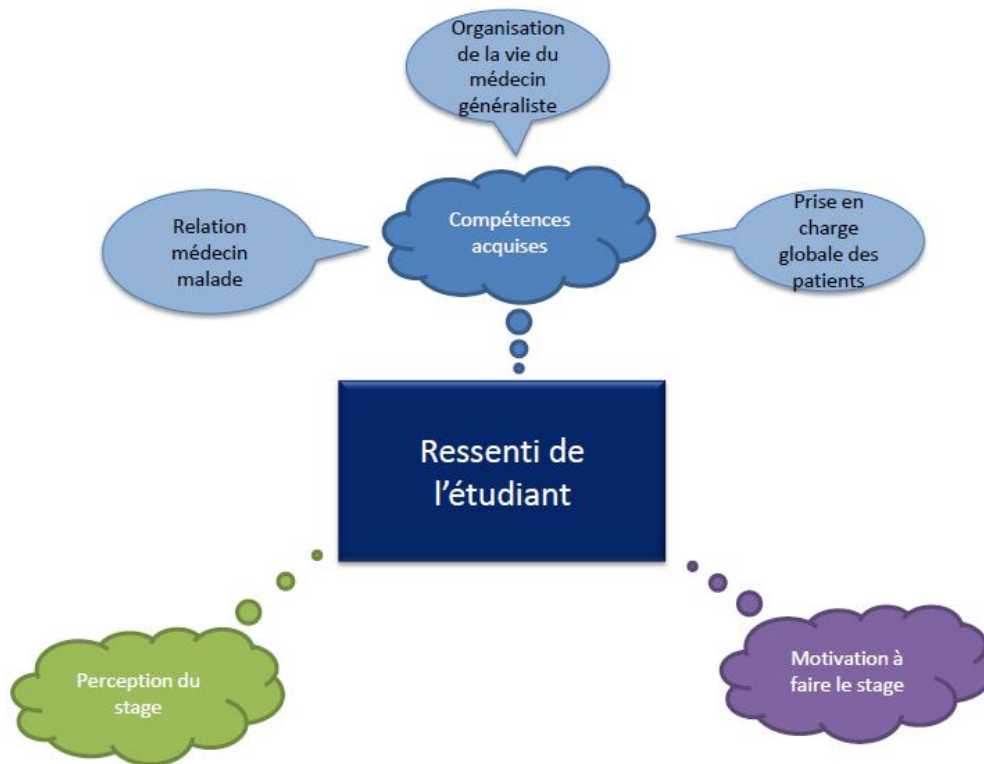 Organisation
de la vie du
médecin
généraliste
Relation
médecin
malade
Compétences
acquises
Prise en
charge
globale des
patients
Ressenti de
l'étudiant
Perception du
stage
Motivation à
faire le stage